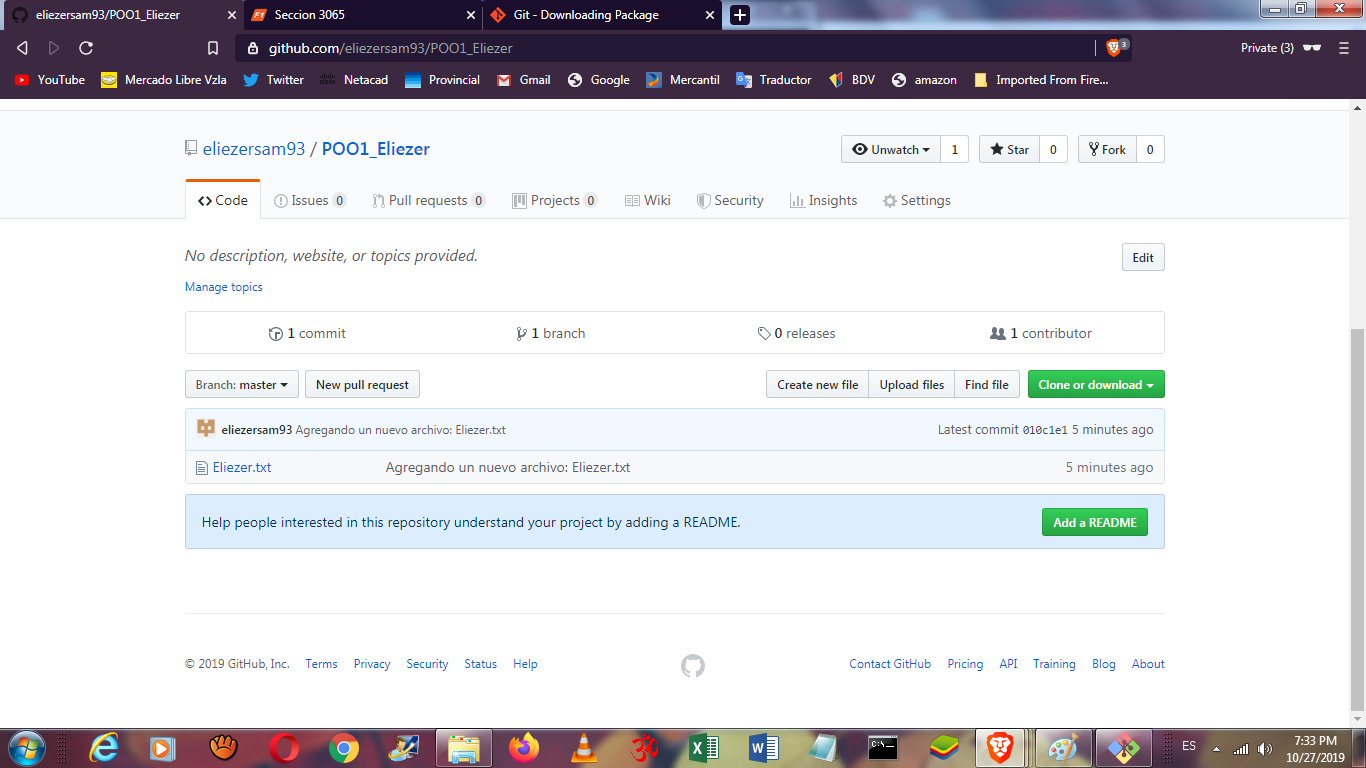 eliezersam93/POO1_Eliezer
Seccion 3065
Git - Downloading Package
github.com/eliezersam93/POO1_Eliezer
3
Private (3)
YouTube
Mercado Libre Vzla
Twitter
Netacad
Provincial
Gmail
Google
Mercantil
Traductor
BDV
amazon
Imported From Fire...
eliezersam93 / POO1_Eliezer
Unwatch 1
Star 0
Fork 0
Code
Issues 0
Pull requests 0
Projects 0
Wiki
Security
Insights
Settings
No description, website, or topics provided.
Edit
Manage topics
1 commit
1 branch
0 releases
1 contributor
Branch: master
New pull request
Create new file
Upload files
Find file
Clone or download
eliezersam93 Agregando un nuevo archivo: Eliezer.txt
Latest commit 010c1e1 5 minutes ago
Eliezer.txt
Agregando un nuevo archivo: Eliezer.txt
5 minutes ago
Help people interested in this repository understand your project by adding a README.
Add a README
© 2019 GitHub, Inc.
Terms
Privacy
Security
Status
Help
Contact GitHub
Pricing
API
Training
Blog
About
ES
7:33 PM
10/27/2019